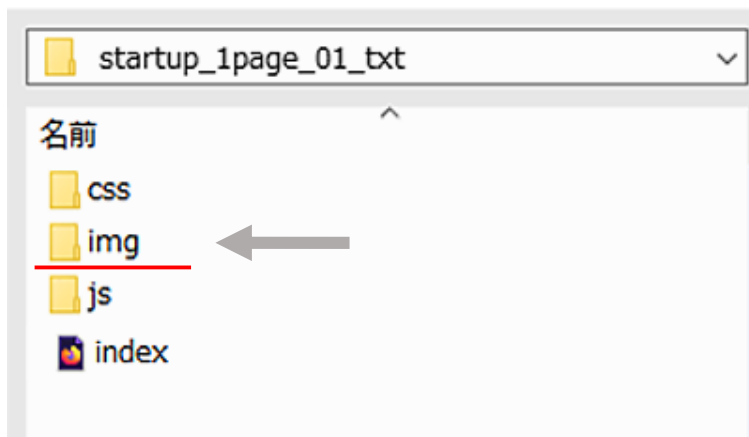 startup_1page_01_txt
名前
css
img
js
index